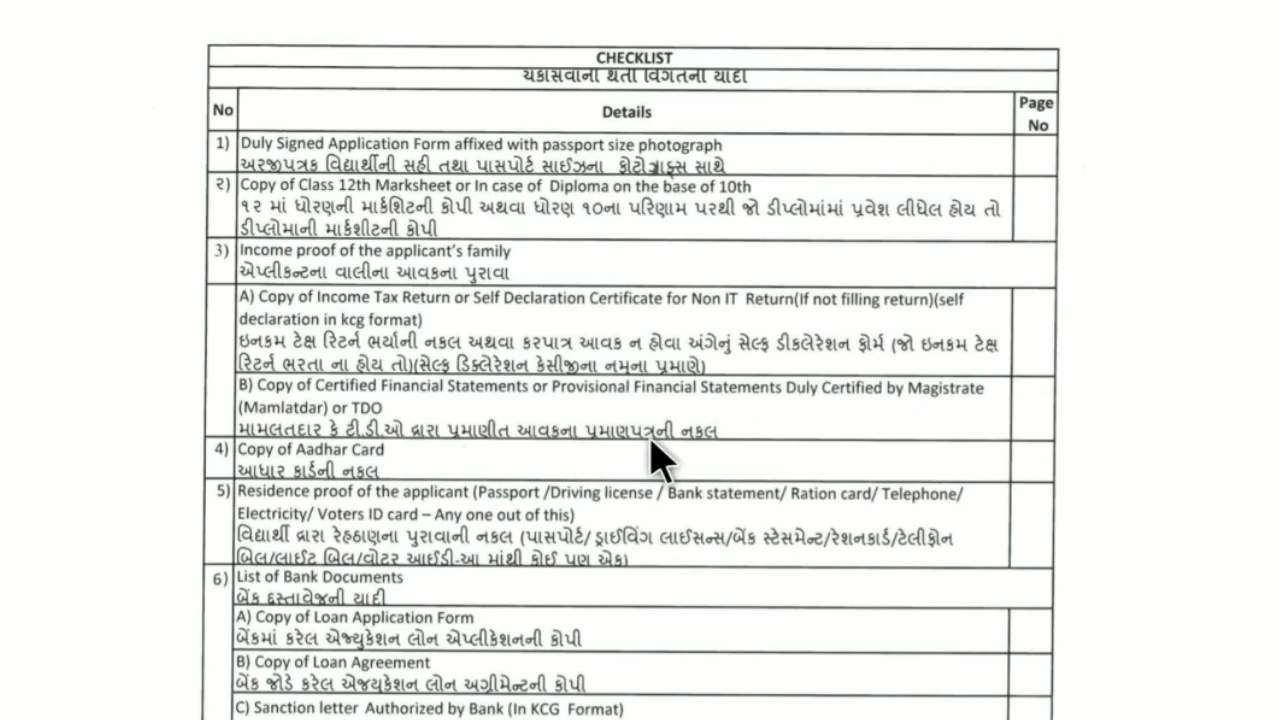 CHECKLIST
ચકાસવાની થતી વિગતની યાદી
No Details Page No
1) Duly Signed Application Form affixed with passport size photograph
અરજીપત્રક વિદ્યાર્થીની સહી તથા પાસપોર્ટ સાઈઝના ફોટોગ્રાફ્સ સાથે
૨) Copy of Class 12th Marksheet or In case of Diploma on the base of 10th
૧૨ માં ધોરણની માર્કશિટની કોપી અથવા ધોરણ ૧૦ના પરિણામ પરથી જો ડીપ્લોમાંમાં પ્રવેશ લીધેલ હોય તો
ડીપ્લોમાની માર્કશીટની કોપી
3) Income proof of the applicant's family
એપ્લીકન્ટના વાલીના આવકના પુરાવા
A) Copy of Income Tax Return or Self Declaration Certificate for Non IT Return(If not filling return)(self
declaration in kcg format)
ઇનકમ ટેક્ષ રિટર્ન ભર્યાની નકલ અથવા કરપાત્ર આવક ન હોવા અંગેનું સેલ્ફ ડીકલેરેશન ફોર્મ (જો ઇનકમ ટેક્ષ
રિટર્ન ભરતા ના હોય તો)(સેલ્ફ ડિક્લેરેશન કેસીજીના નમુના પ્રમાણે)
B) Copy of Certified Financial Statements or Provisional Financial Statements Duly Certified by Magistrate
(Mamlatdar) or TDO
મામલતદાર કે ટી.ડી.ઓ દ્વારા પ્રમાણીત આવકના પ્રમાણપત્રની નકલ
4) Copy of Aadhar Card
આધાર કાર્ડની નકલ
5) Residence proof of the applicant (Passport /Driving license / Bank statement/ Ration card/ Telephone/
Electricity/ Voters ID card – Any one out of this)
વિદ્યાર્થી દ્વારા રેહઠાણના પુરાવાની નકલ (પાસપોર્ટ/ ડ્રાઈવિંગ લાઈસન્સ/બેંક સ્ટેસમેન્ટ/રેશનકાર્ડ/ટેલીફોન
બિલ/લાઈટ બિલ/વોટર આઈડી-આ માંથી કોઈ પણ એક)
6) List of Bank Documents
બેંક દસ્તાવેજની યાદી
A) Copy of Loan Application Form
બેંકમાં કરેલ એજ્યુકેશન લોન એપ્લીકેશનની કોપી
B) Copy of Loan Agreement
બેંક જોડે કરેલ એજયુકેશન લોન અગ્રીમેન્ટની કોપી
C) Sanction letter Authorized by Bank (In KCG Format)